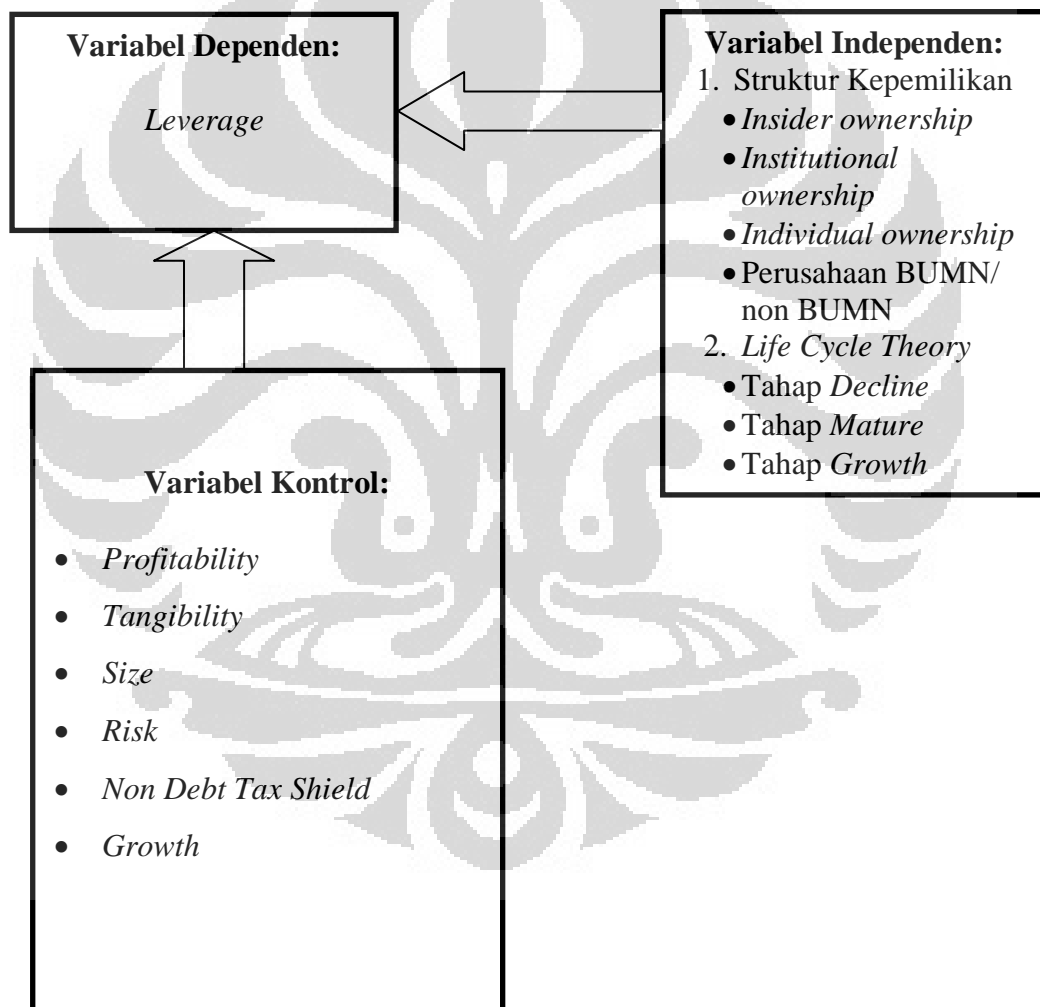 Variabel Dependen:
Leverage
Variabel Independen:
1. Struktur Kepemilikan
• Insider ownership
• Institutional
ownership
• Individual ownership
• Perusahaan BUMN/
non BUMN
2. Life Cycle Theory
• Tahap Decline
• Tahap Mature
• Tahap Growth
Variabel Kontrol:
• Profitability
• Tangibility
• Size
• Risk
• Non Debt Tax Shield
• Growth